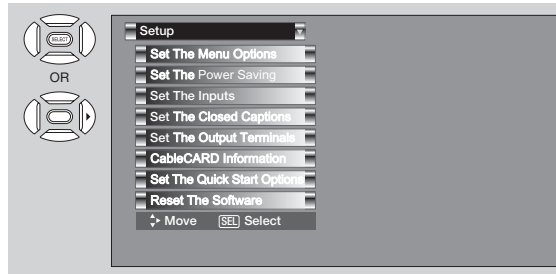 SELECT
OR
Setup
Set The Menu Options
Set The Power Saving
Set The Inputs
Set The Closed Captions
Set The Output Terminals
CableCARD Information
Set The Quick Start Options
Reset The Software
Move SEL Select